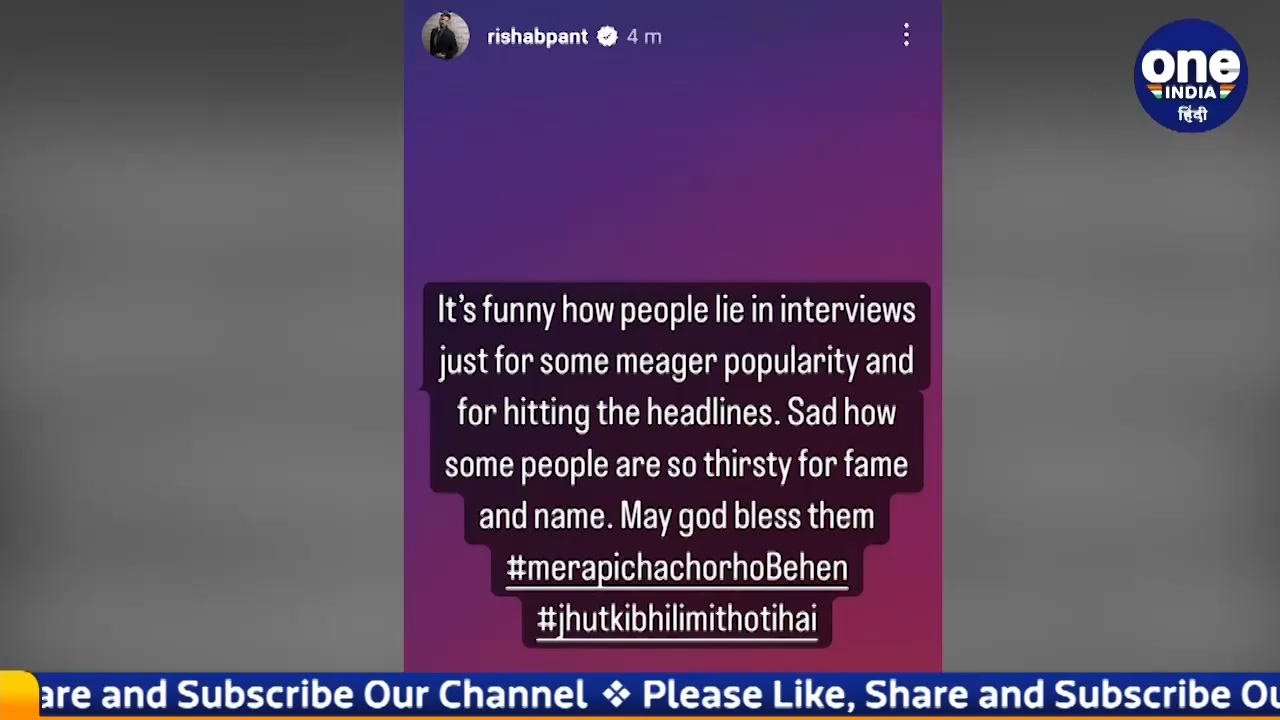 rishabpant 4 m
one
INDIA
हिंदी
It's funny how people lie in interviews
just for some meager popularity and
for hitting the headlines. Sad how
some people are so thirsty for fame
and name. May god bless them
#merapichachorhoBehen
#jhutkibhilimithotihai
are and Subscribe Our Channel ❖ Please Like, Share and Subscribe Ou